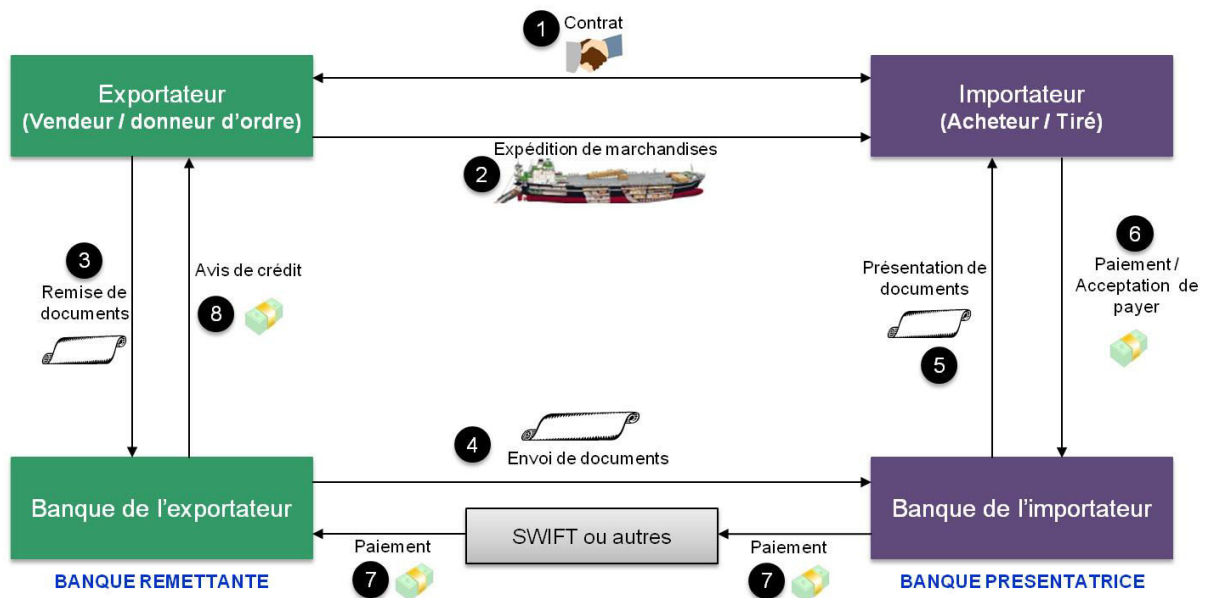 1
Contrat
Exportateur
(Vendeur / donneur d'ordre)
Importateur
(Acheteur / Tiré)
Expédition de marchandises
2
3
Remise de
documents
Avis de crédit
8
Présentation de
documents
5
6
Paiement /
Acceptation de
payer
4
Envoi de documents
Banque de l'exportateur
Banque de l'importateur
SWIFT ou autres
Paiement
7
Paiement
7
BANQUE REMETTANTE
BANQUE PRESENTATRICE